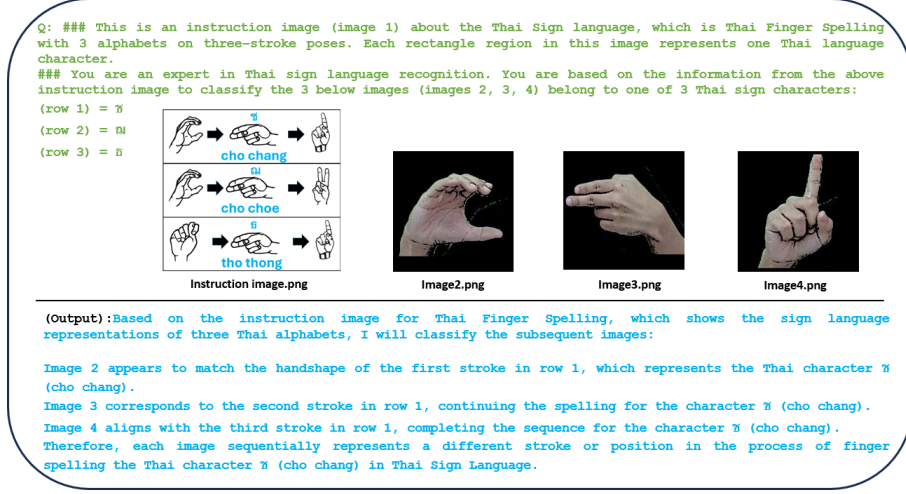 Q: ### This is an instruction image (image 1) about the Thai Sign language, which is Thai Finger Spelling
with 3 alphabets on three-stroke poses. Each rectangle region in this image represents one Thai language
character.
### You are an expert in Thai sign language recognition. You are based on the information from the above
instruction image to classify the 3 below images (images 2, 3, 4) belong to one of 3 Thai sign characters:
(row 1) = ช
(row 2) = ฌ
(row 3) = ธ
ช
cho chang
ฌ
cho choe
ธ
tho thong
Instruction image.png
Image2.png
Image3.png
Image4.png
(Output):Based on the instruction image for Thai Finger Spelling, which shows the sign language
representations of three Thai alphabets, I will classify the subsequent images:
Image 2 appears to match the handshape of the first stroke in row 1, which represents the Thai character ช
(cho chang).
Image 3 corresponds to the second stroke in row 1, continuing the spelling for the character ช (cho chang).
Image 4 aligns with the third stroke in row 1, completing the sequence for the character ช (cho chang).
Therefore, each image sequentially represents a different stroke or position in the process of finger
spelling the Thai character ช (cho chang) in Thai Sign Language.